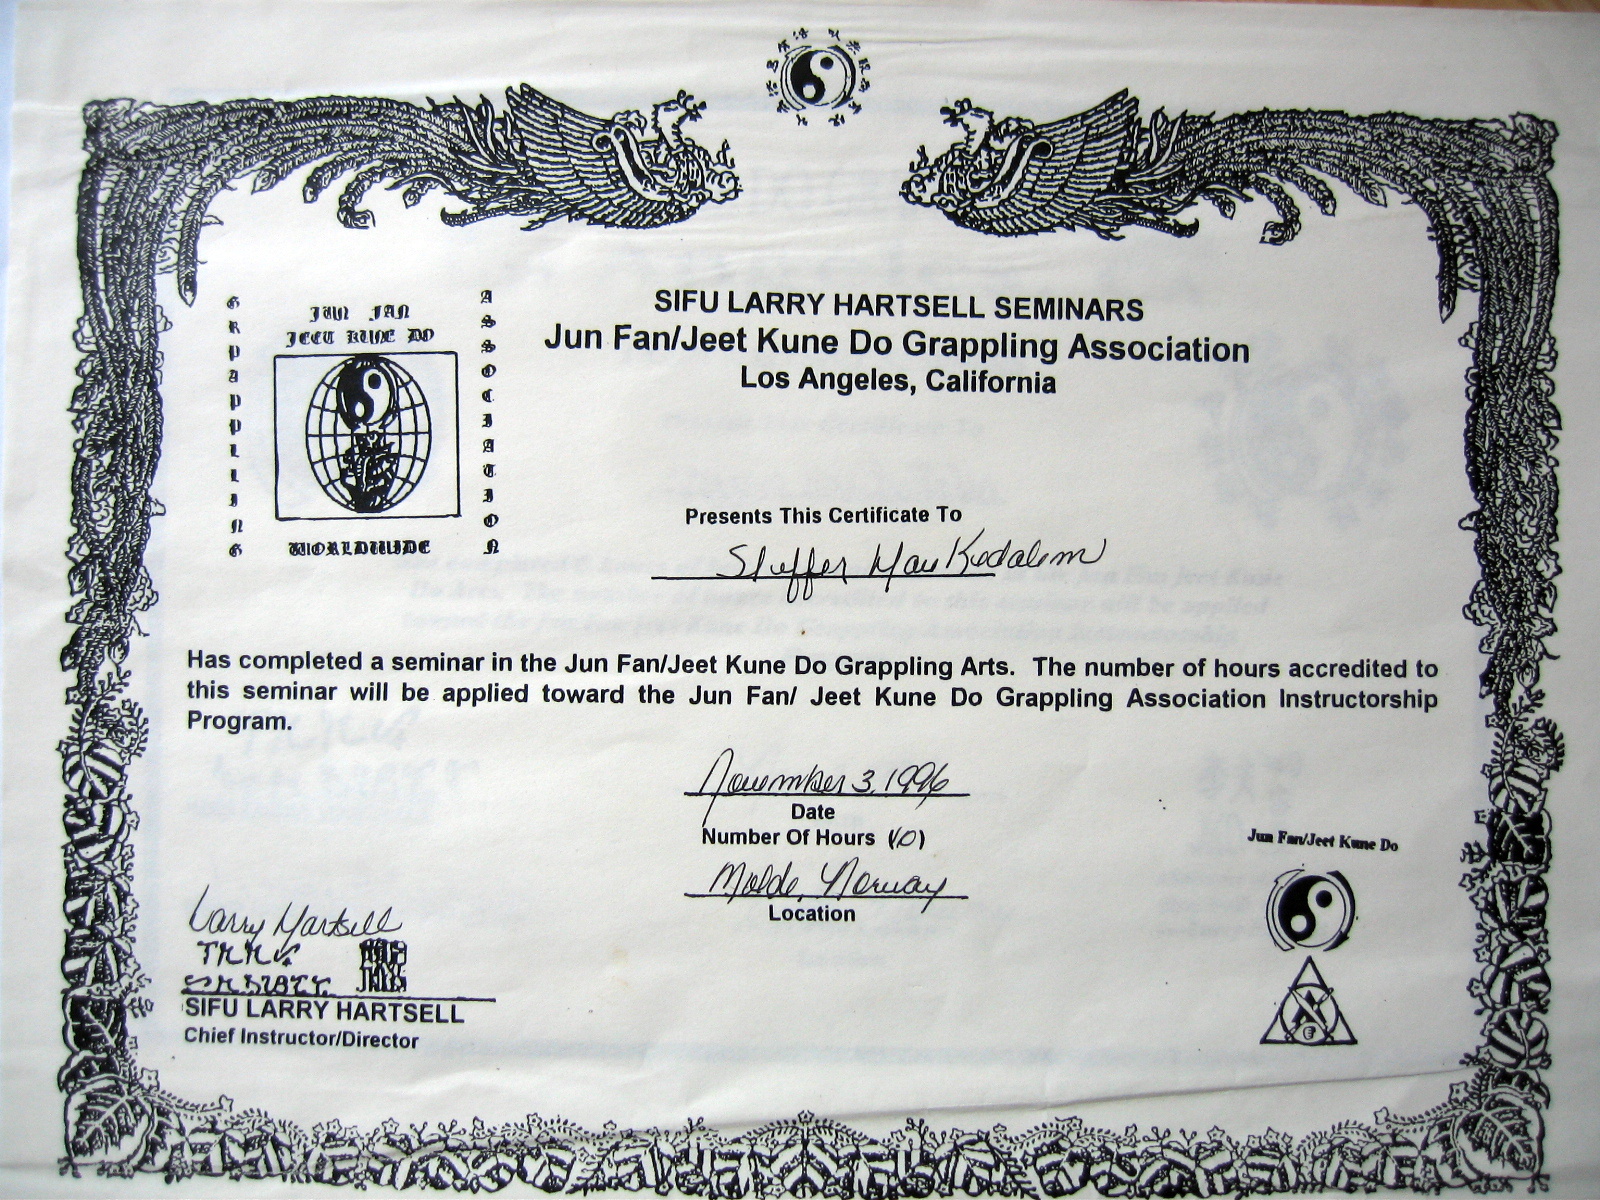 JUN FAN
JEET KUNE DO
GRAPPLING
ASSOCIATION
WORLDWIDE
SIFU LARRY HARTSELL SEMINARS
Jun Fan/Jeet Kune Do Grappling Association
Los Angeles, California
Presents This Certificate To
Has completed a seminar in the Jun Fan/Jeet Kune Do Grappling Arts. The number of hours accredited to
this seminar will be applied toward the Jun Fan/ Jeet Kune Do Grappling Association Instructorship
Program.
November 3, 1996
Date
Number Of Hours (10)
Molde, Norway
Location
Jun Fan/Jeet Kune Do
Larry Hartsell
SIFU LARRY HARTSELL
Chief Instructor/Director